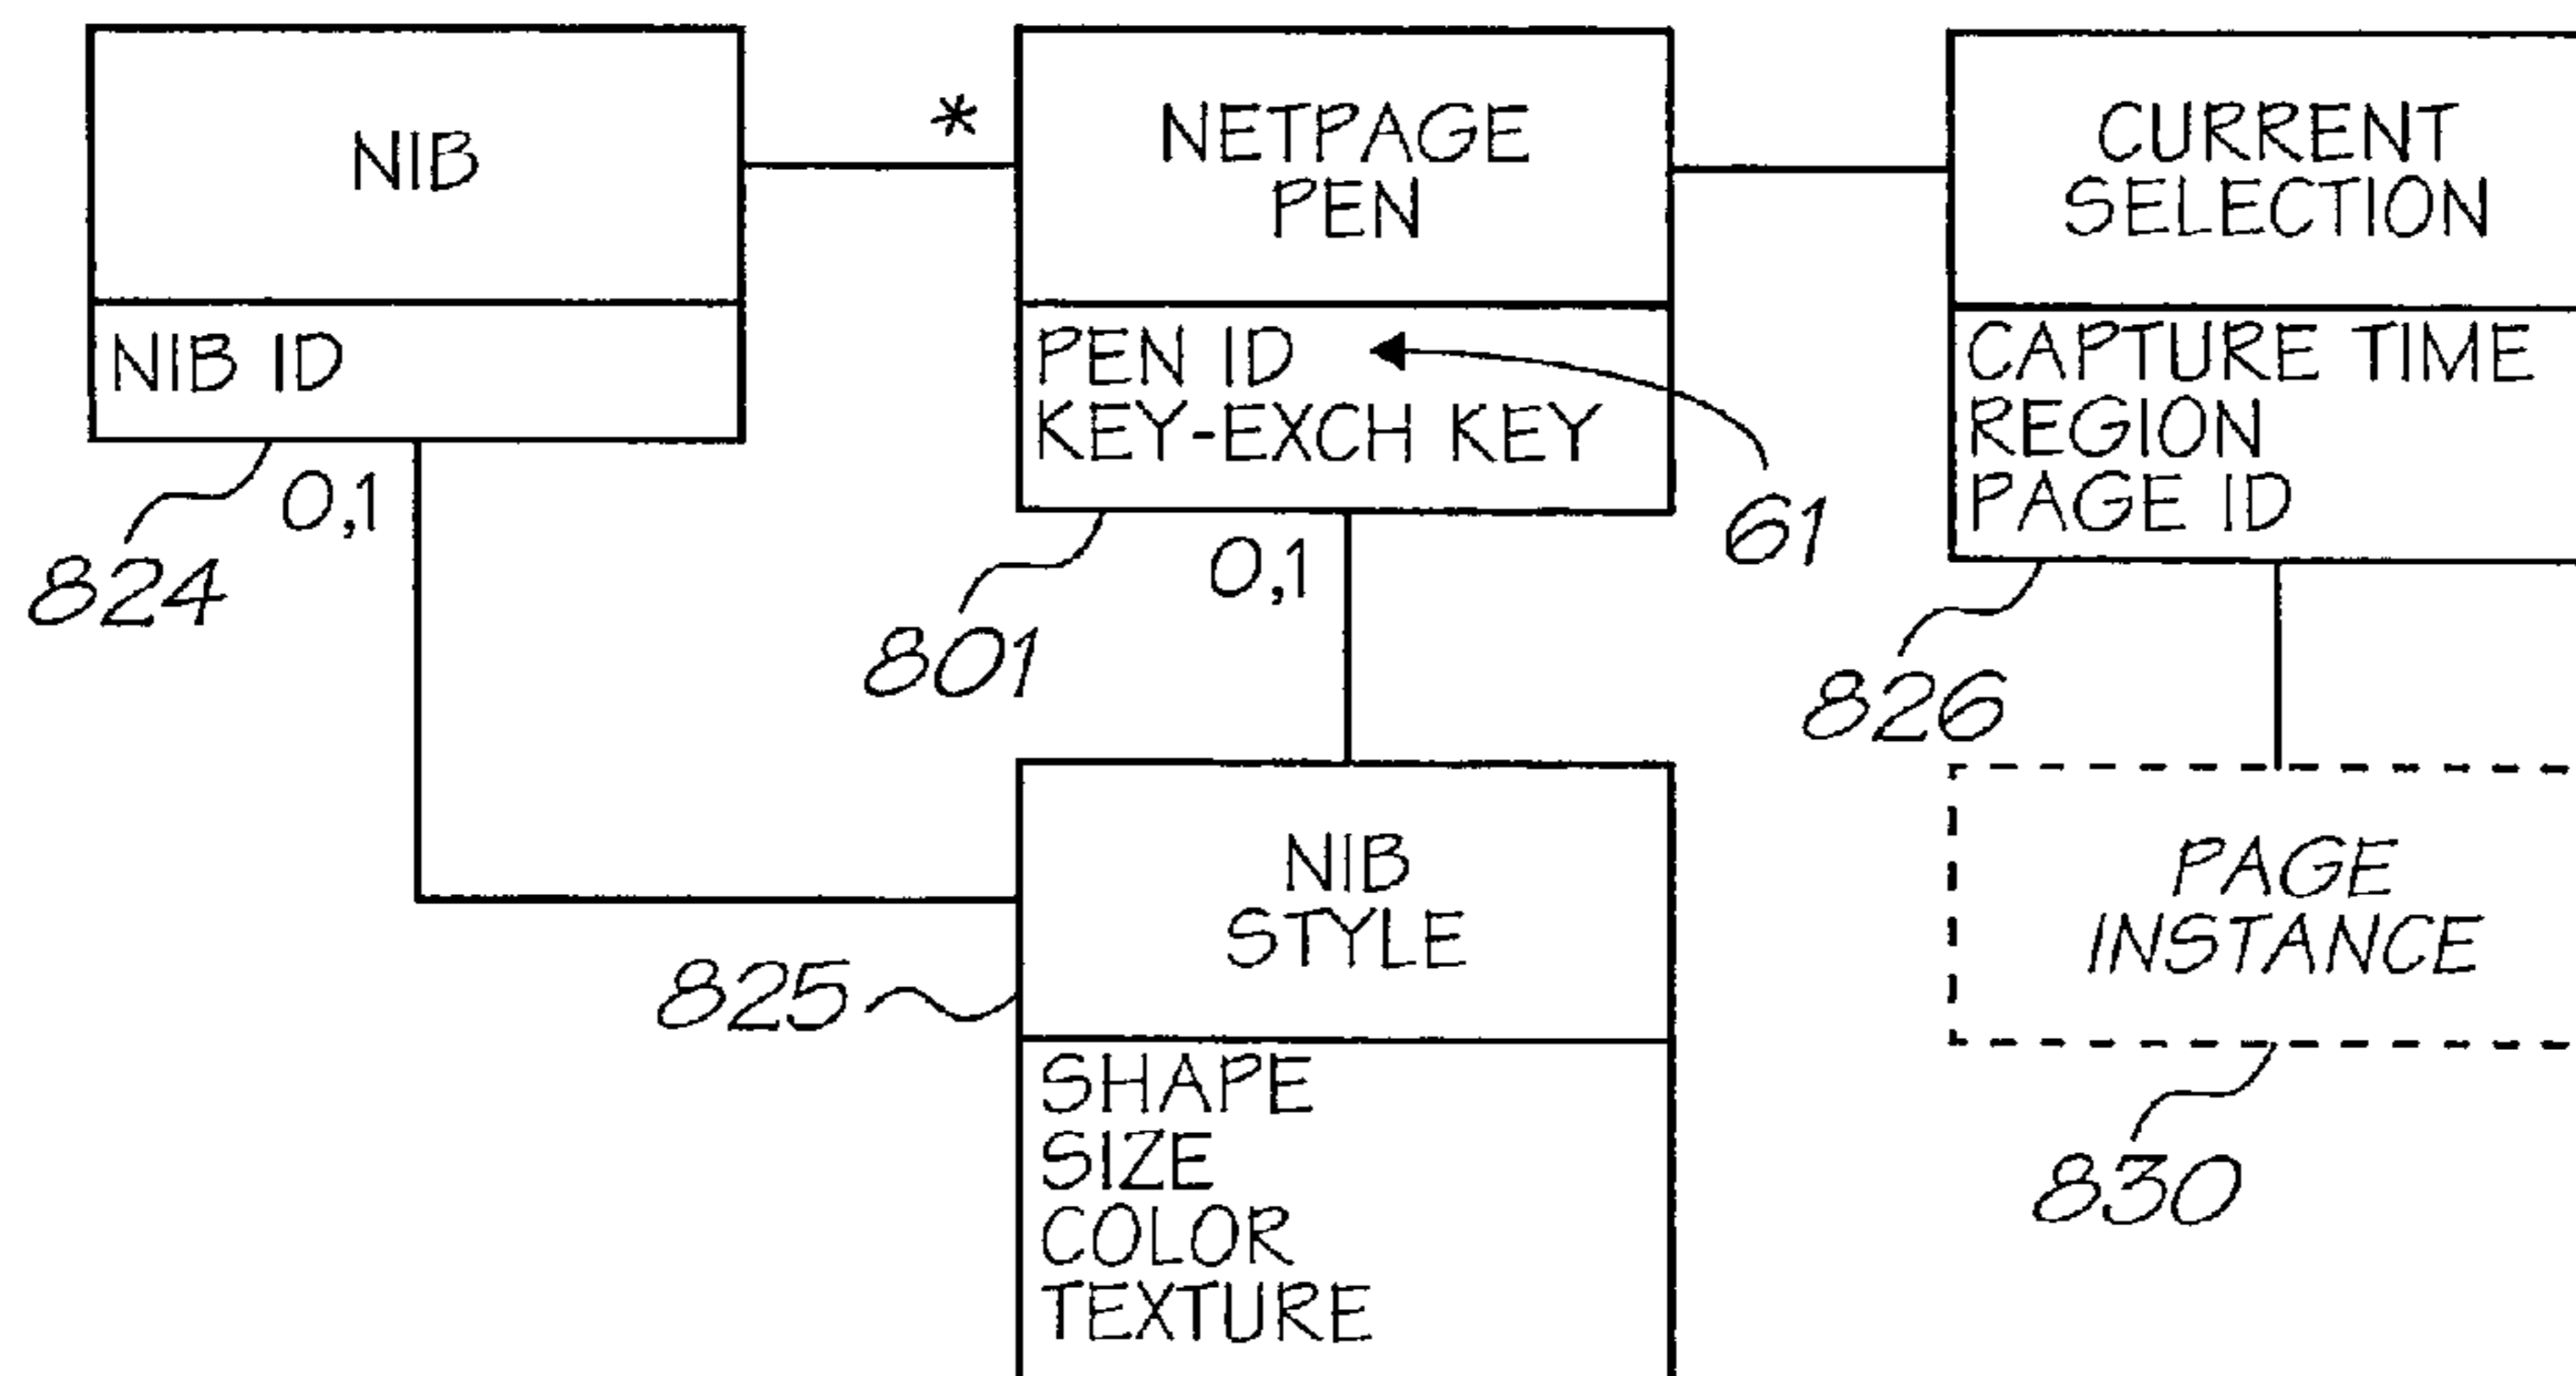 NIB
*
NETPAGE
PEN
CURRENT
SELECTION
NIB ID
PEN ID
KEY-EXCH KEY
CAPTURE TIME
REGION
PAGE ID
0,1
824
0,1
801
61
826
NIB
STYLE
825
PAGE
INSTANCE
SHAPE
SIZE
COLOR
TEXTURE
830